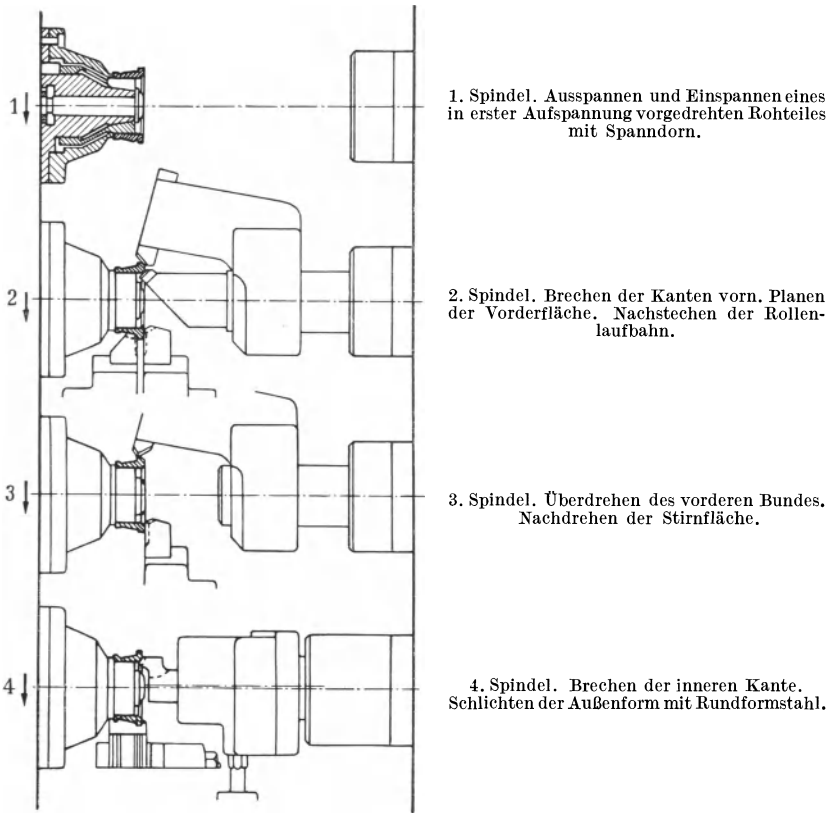 1
1. Spindel. Ausspannen und Einspannen eines
in erster Aufspannung vorgedrehten Rohteiles
mit Spanndorn.
2
2. Spindel. Brechen der Kanten vorn. Planen
der Vorderfläche. Nachstechen der Rollen-
laufbahn.
3
3. Spindel. Überdrehen des vorderen Bundes.
Nachdrehen der Stirnfläche.
4
4. Spindel. Brechen der inneren Kante.
Schlichten der Außenform mit Rundformstahl.